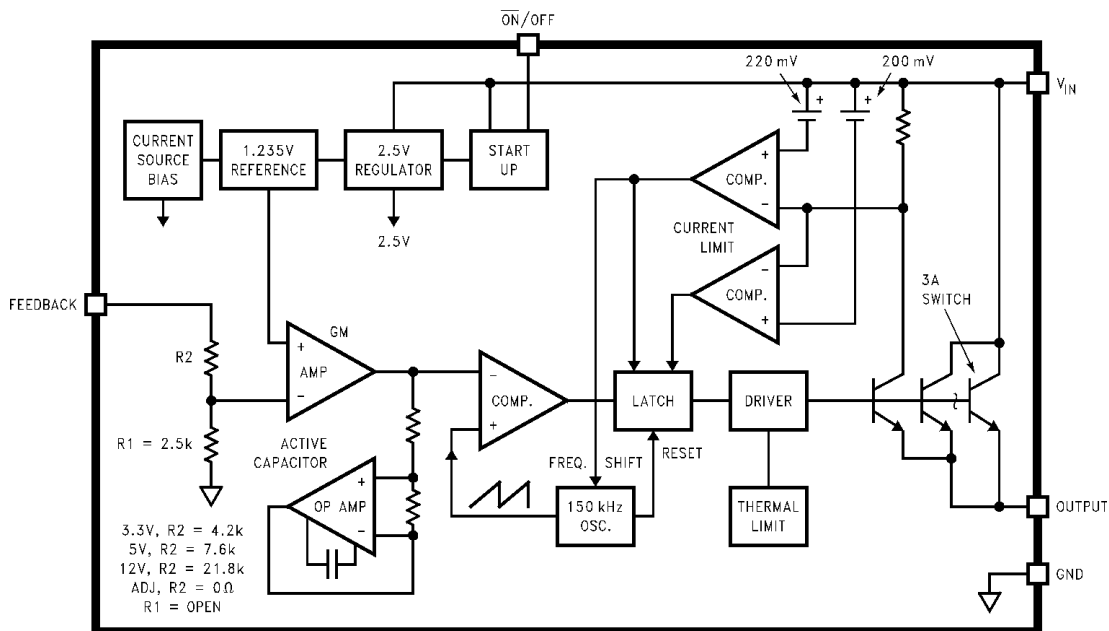 ON/OFF
220 mV
200 mV
VIN
CURRENT
SOURCE
BIAS
1.235V
REFERENCE
2.5V
REGULATOR
START
UP
+
+
+
COMP.
−
2.5V
CURRENT
LIMIT
−
COMP.
+
3A
SWITCH
FEEDBACK
GM
R2
+
AMP
−
−
COMP.
+
LATCH
DRIVER
R1 = 2.5k
ACTIVE
CAPACITOR
+
OP AMP
−
FREQ. SHIFT
RESET
150 kHz
OSC.
THERMAL
LIMIT
OUTPUT
3.3V, R2 = 4.2k
5V, R2 = 7.6k
12V, R2 = 21.8k
ADJ, R2 = 0Ω
R1 = OPEN
GND